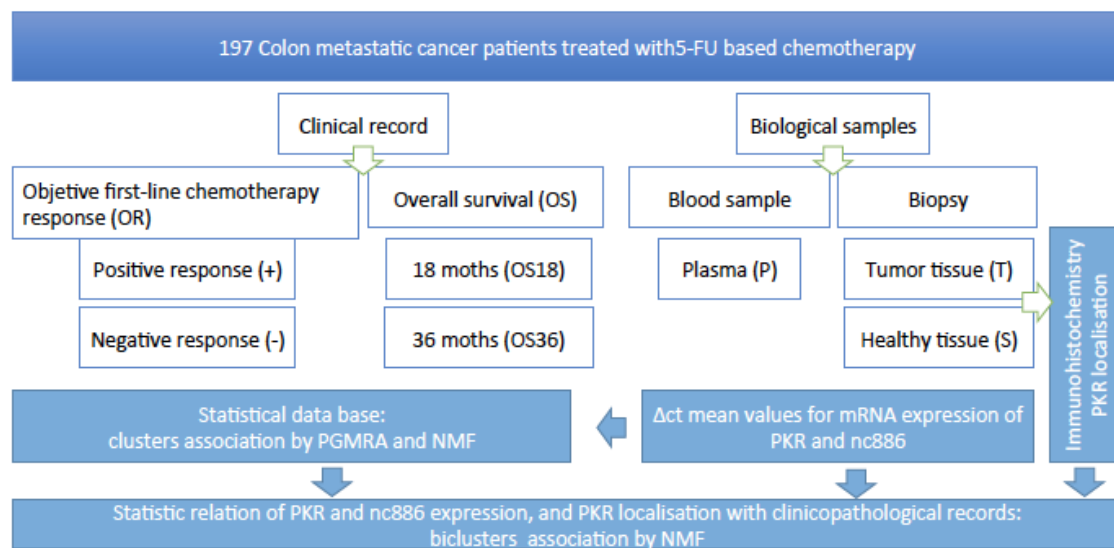 197 Colon metastatic cancer patients treated with5-FU based chemotherapy
Clinical record
Biological samples
Objetive first-line chemotherapy
response (OR)
Overall survival (OS)
Blood sample
Biopsy
Positive response (+)
18 moths (OS18)
Plasma (P)
Tumor tissue (T)
Negative response (-)
36 moths (OS36)
Healthy tissue (S)
Immunohistochemistry
PKR localisation
Statistical data base:
clusters association by PGMRA and NMF
Δct mean values for mRNA expression of
PKR and nc886
Statistic relation of PKR and nc886 expression, and PKR localisation with clinicopathological records:
biclusters association by NMF